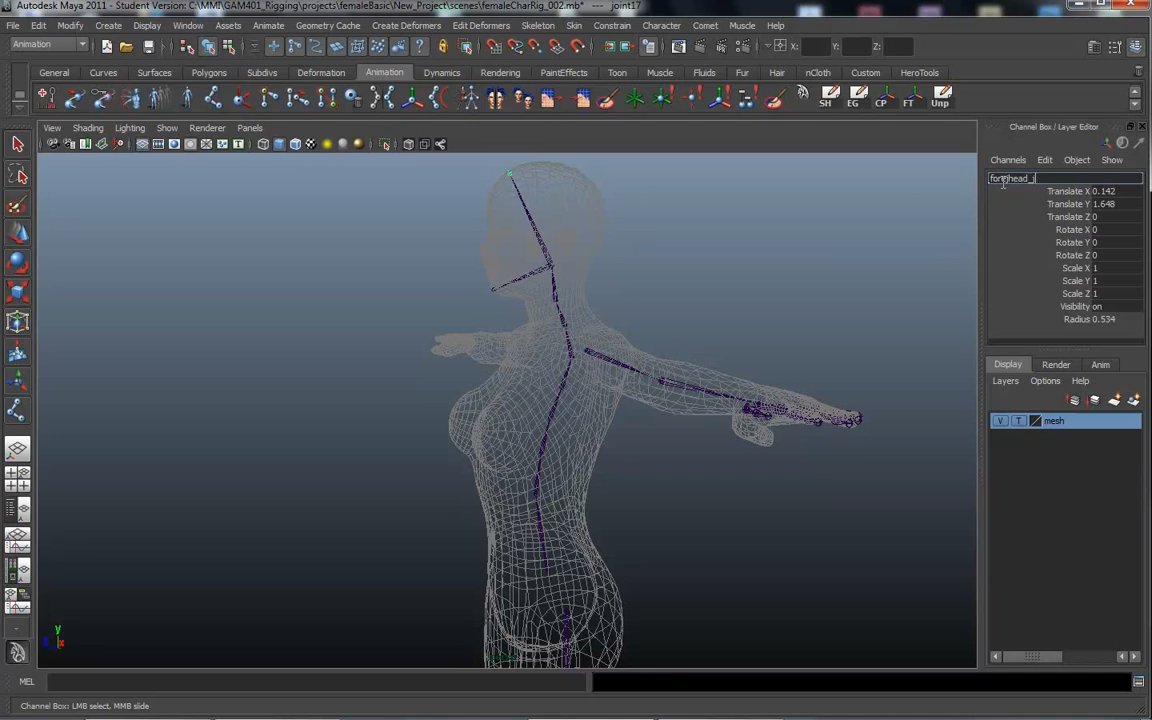 Autodesk Maya 2011 - Student Version: C:\MMI\GAM401_Rigging\projects\femaleBasic\New_Project\scenes\femaleCharRig_002.mb* --- joint17
File Edit Modify Create Display Window Assets Animate Geometry Cache Create Deformers Edit Deformers Skeleton Skin Constrain Character Muscle Comet Help
Animation X: Y: Z:
General Curves Surfaces Polygons Subdivs Deformation Animation Dynamics Rendering PaintEffects Toon Muscle Fluids Fur Hair nCloth Custom HeroTools
SH EG CP FT Unp
Channel Box / Layer Editor
View Shading Lighting Show Renderer Panels
Channels Edit Object Show
forehead_j
Translate X 0.142
Translate Y 1.648
Translate Z 0
Rotate X 0
Rotate Y 0
Rotate Z 0
Scale X 1
Scale Y 1
Scale Z 1
Visibility on
Radius 0.534
Display Render Anim
Layers Options Help
V T mesh
y
z x
MEL
Channel Box: LMB select, MMB slide